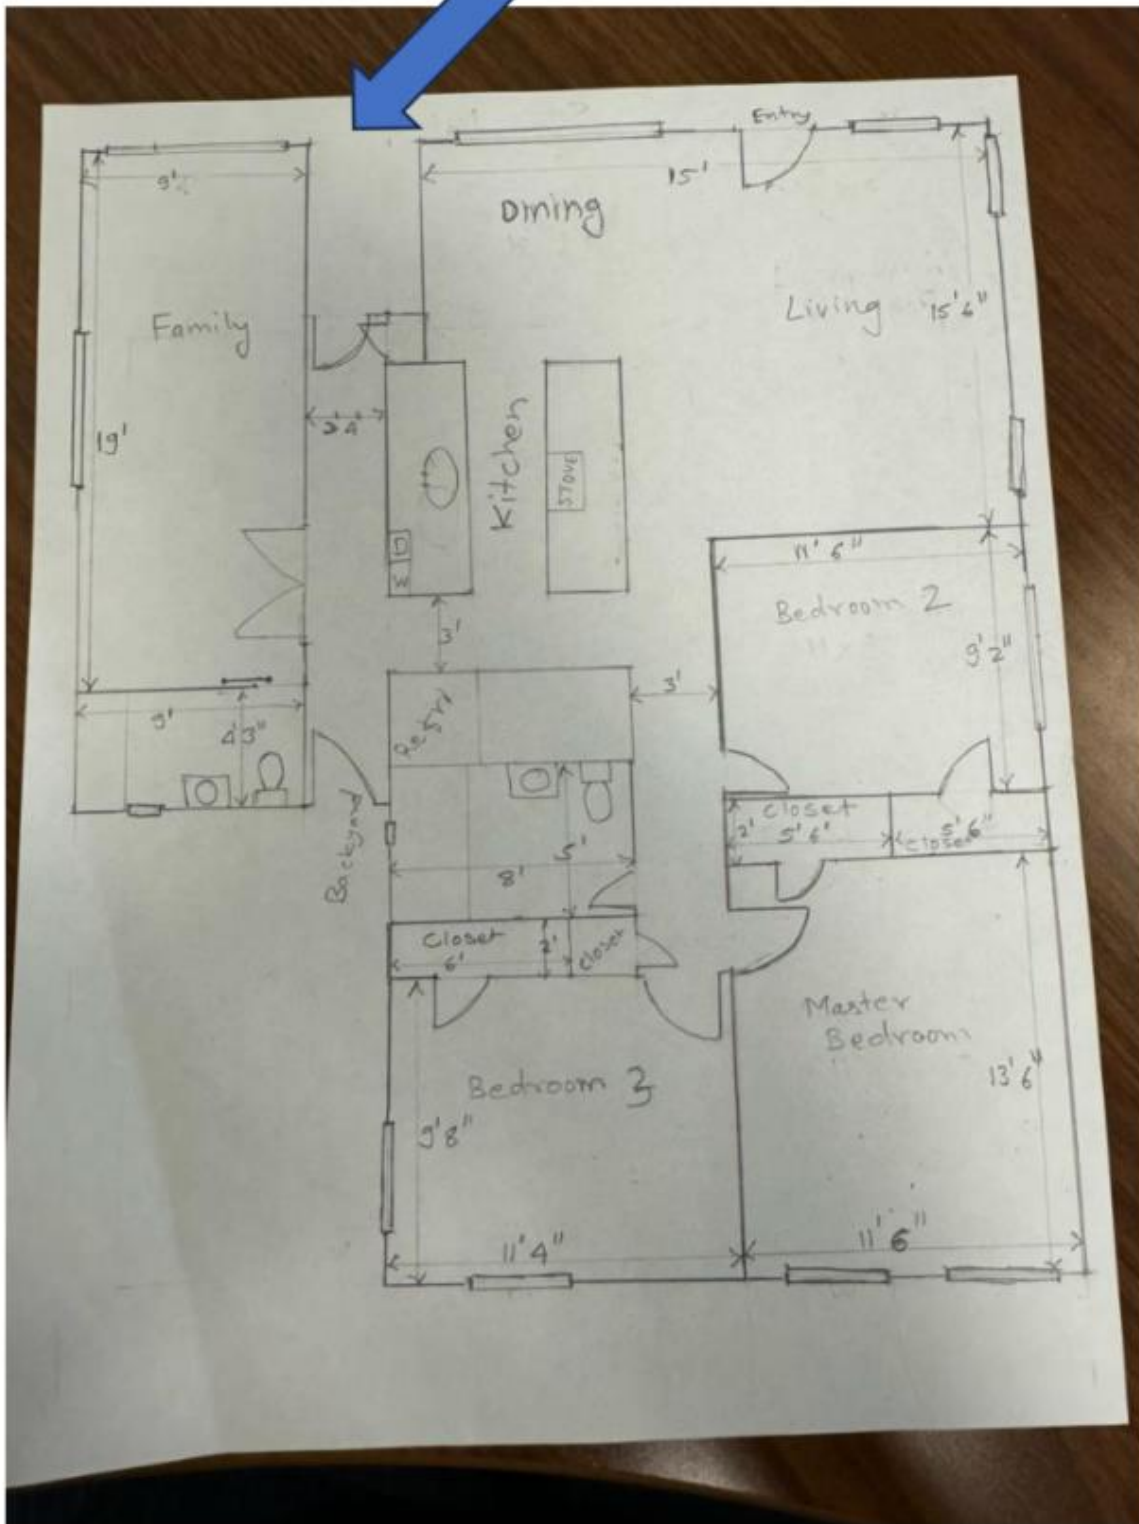 Entry
9'
15'
Dining
Family
Living
15'6"
19'
Kitchen
STOVE
D
W
11' 6"
Bedroom 2
9' 2"
3'
3'
9'
4'3"
Refri
Backyard
8'
5'
Closet
2'
5' 6"
5' 6"
Closet
Closet
6'
2'
Closet
Master
Bedroom
13' 6"
Bedroom 3
9'8"
11' 4"
11' 6"